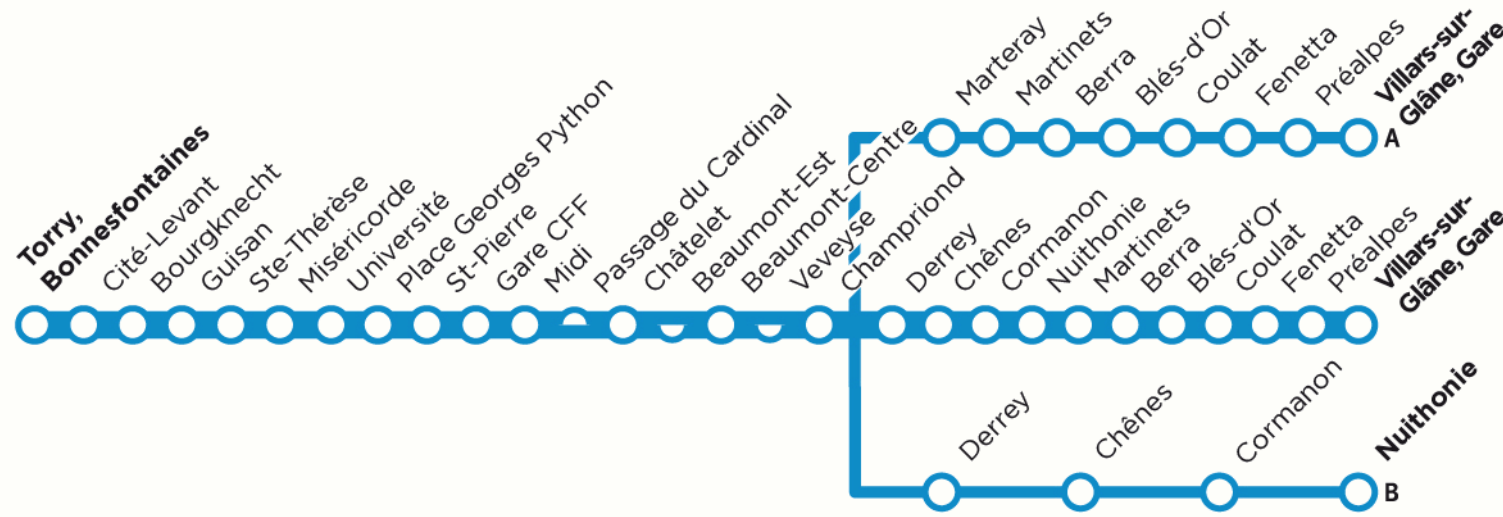 Torry,
Bonnesfontaines
Cité-Levant
Bourgknecht
Guisan
Ste-Thérèse
Miséricorde
Université
Place Georges Python
St-Pierre
Gare CFF
Midi
Passage du Cardinal
Châtelet
Beaumont-Est
Beaumont-Centre
Veveyse
Champriond
Marteray
Martinets
Berra
Blés-d'Or
Coulat
Fenetta
Préalpes
Villars-sur-
Glâne, Gare
A
Derrey
Chênes
Cormanon
Nuithonie
Martinets
Berra
Blés-d'Or
Coulat
Fenetta
Préalpes
Villars-sur-
Glâne, Gare
Derrey
Chênes
Cormanon
Nuithonie
B